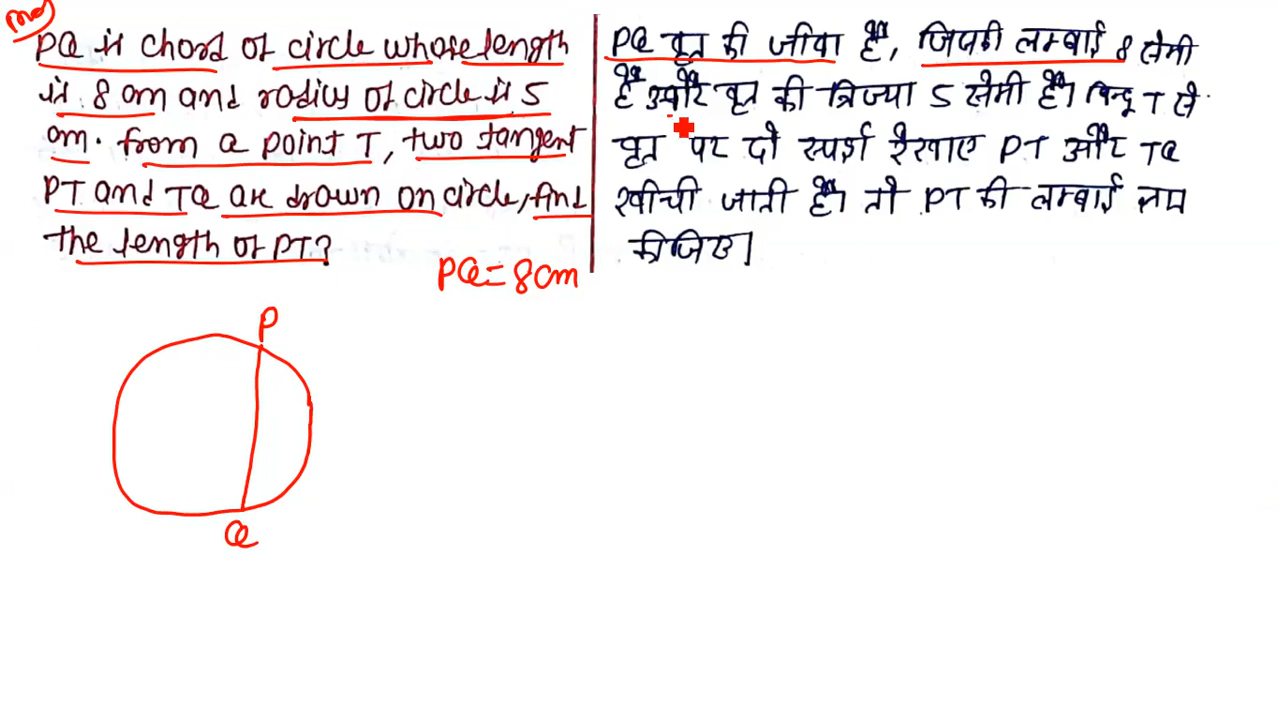 PQ is chord of circle whose length
is 8 cm and radius of circle is 5
cm. from a point T, two tangent
PT and TQ are drawn on circle, find
the length of PT?
PQ वृत की जीवा है, जिसकी लम्बाई 8 सेमी
है और वृत की त्रिज्या 5 सेमी है। बिन्दू T से
वृत पर दो स्पर्श रेखाए PT और TQ
खीची जाती है। तो PT की लम्बाई
कीजिए।
PQ = 8cm
P
Q